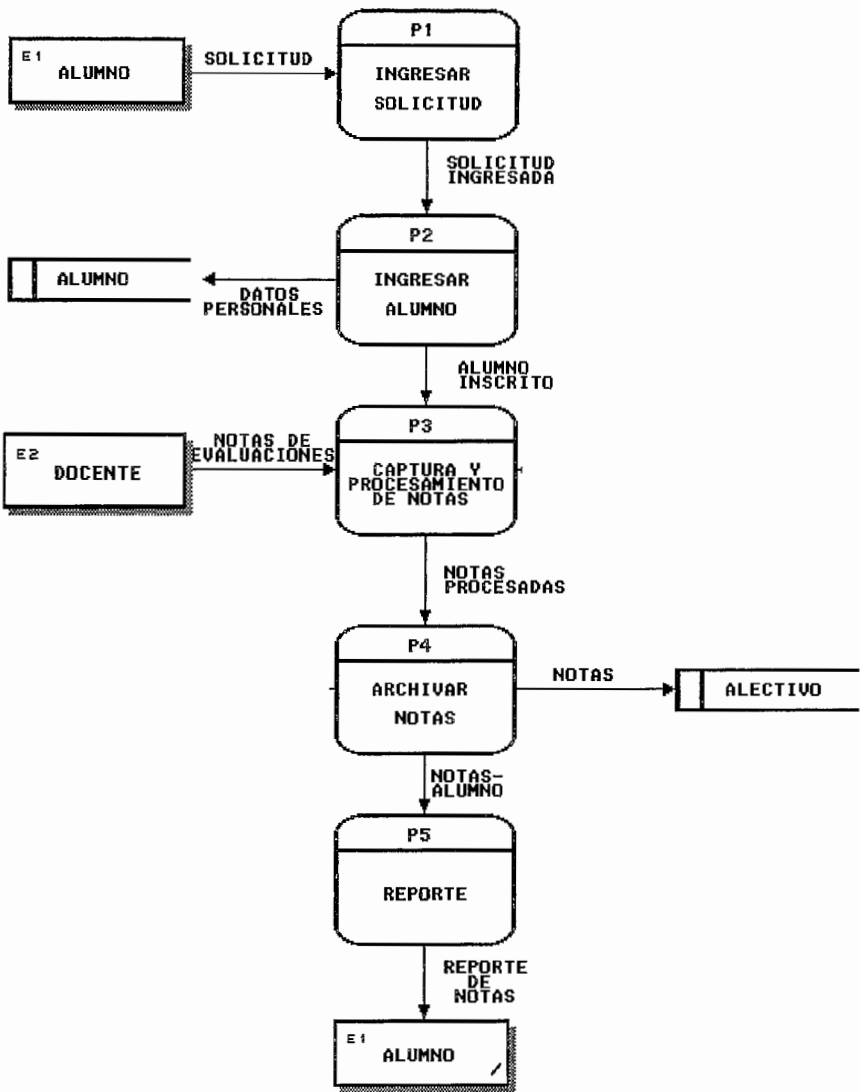 P1
E1
ALUMNO
SOLICITUD
INGRESAR
SOLICITUD
SOLICITUD
INGRESADA
P2
ALUMNO
DATOS
PERSONALES
INGRESAR
ALUMNO
ALUMNO
INSCRITO
P3
E2
DOCENTE
NOTAS DE
EVALUACIONES
CAPTURA Y
PROCESAMIENTO
DE NOTAS
NOTAS
PROCESADAS
P4
ARCHIVAR
NOTAS
NOTAS
ALECTIVO
NOTAS-
ALUMNO
P5
REPORTE
REPORTE
DE
NOTAS
E1
ALUMNO